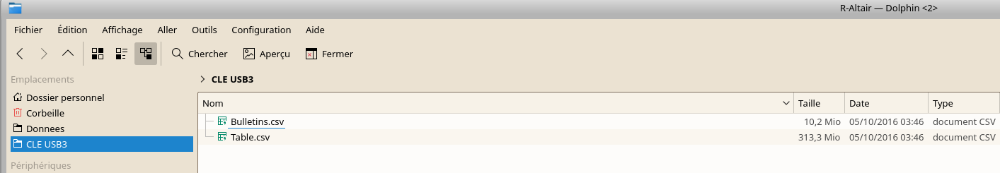 R-Altair — Dolphin <2>
Fichier Édition Affichage Aller Outils Configuration Aide
Chercher Aperçu Fermer
Emplacements
Dossier personnel
Corbeille
Donnees
CLE USB3
Périphériques
CLE USB3
Nom Taille Date Type
Bulletins.csv 10,2 Mio 05/10/2016 03:46 document CSV
Table.csv 313,3 Mio 05/10/2016 03:46 document CSV